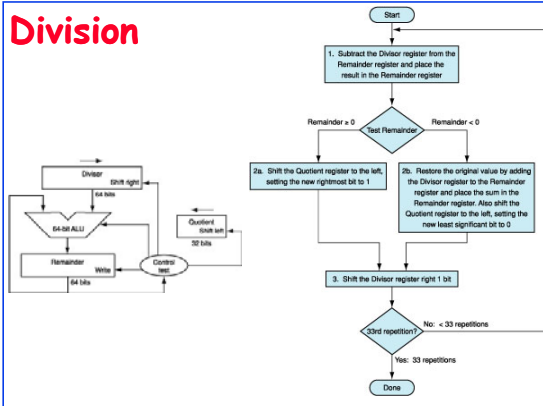 Division
Start
1. Subtract the Divisor register from the
Remainder register and place the
result in the Remainder register
Remainder ≥ 0
Remainder < 0
Test Remainder
2a. Shift the Quotient register to the left,
setting the new rightmost bit to 1
2b. Restore the original value by adding
the Divisor register to the Remainder
register and place the sum in the
Remainder register. Also shift the
Quotient register to the left, setting the
new least significant bit to 0
3. Shift the Divisor register right 1 bit
33rd repetition?
No: < 33 repetitions
Yes: 33 repetitions
Done
Divisor
Shift right
64 bits
64-bit ALU
Quotient
Shift left
32 bits
Remainder
Write
Control
test
64 bits